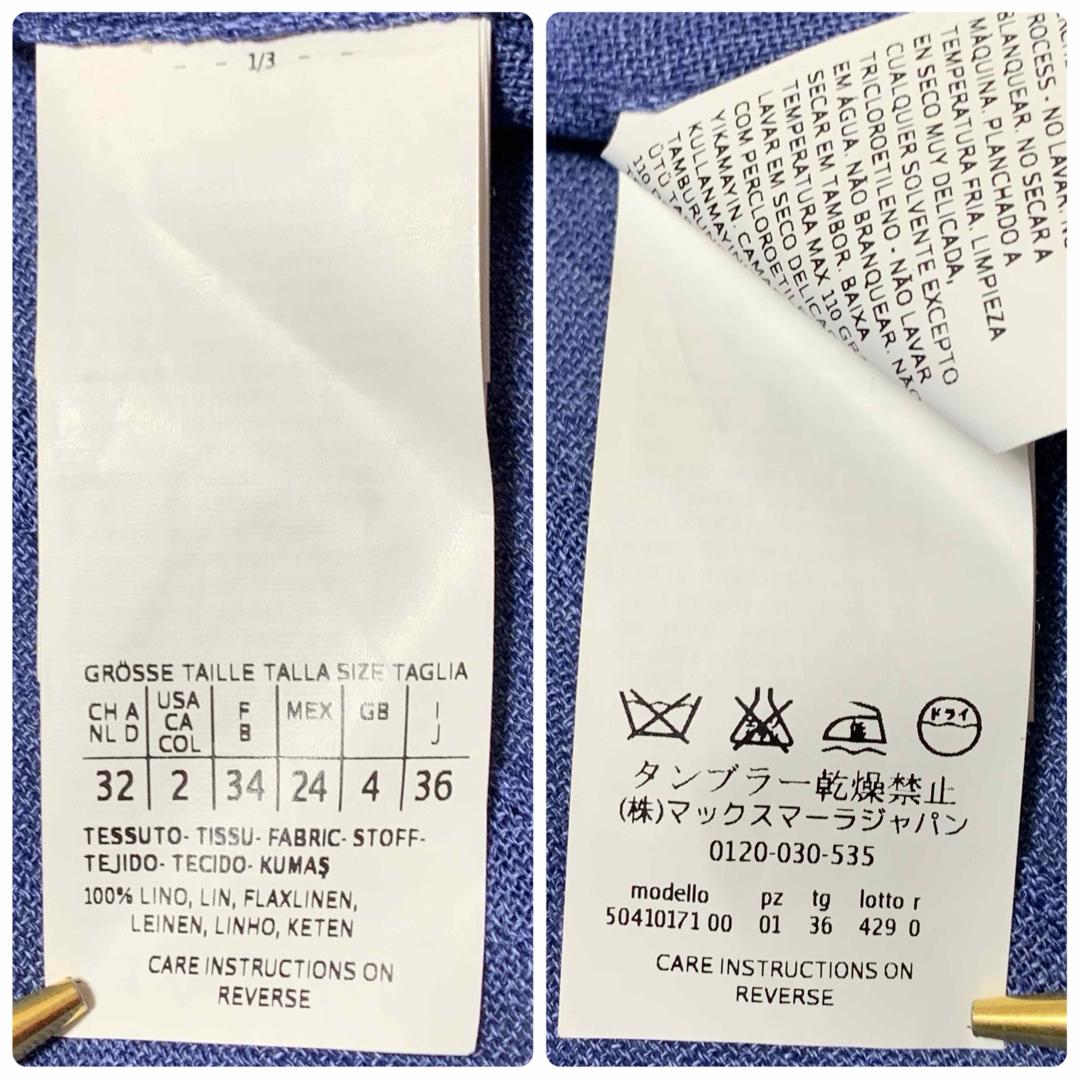 1/3
GRÖSSE TAILLE TALLA SIZE TAGLIA
CH A NL D USA CA COL F B MEX GB I J
32 2 34 24 4 36
TESSUTO- TISSU- FABRIC- STOFF-
TEJIDO- TECIDO- KUMAŞ
100% LINO, LIN, FLAXLINEN,
LEINEN, LINHO, KETEN
CARE INSTRUCTIONS ON
REVERSE
ROCESS - NO LAVAR.
BLANQUEAR. NO SECAR A
MÁQUINA. PLANCHADO A
TEMPERATURA FRIA. LIMPIEZA
EN SECO MUY DELICADA,
CUALQUIER SOLVENTE EXCEPTO
TRICLOROETILENO - NÃO LAVAR
EM ÁGUA. NÃO BRANQUEAR. NÃO
SECAR EM TAMBOR. BAIXA
TEMPERATURA MAX 110
LAVAR EM SECO
COM
YIKAMAYIN.
KULLANMAYIN.
ÜTÜ
110
ドライ
低
タンブラー乾燥禁止
(株)マックスマーラジャパン
0120-030-535
modello pz tg lotto r
50410171 00 01 36 429 0
CARE INSTRUCTIONS ON
REVERSE